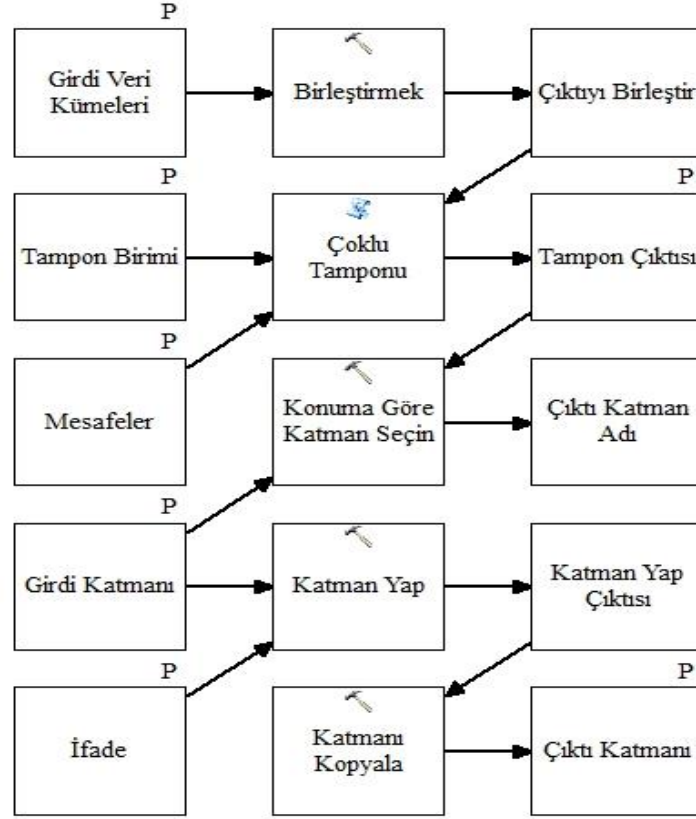 P
Girdi Veri
Kümeleri
Birleştirmek
Çıktıyı Birleştir
P
P
Tampon Birimi
Çoklu
Tamponu
Tampon Çıktısı
P
Mesafeler
Konuma Göre
Katman Seçin
Çıktı Katman
Adı
P
Girdi Katmanı
Katman Yap
Katman Yap
Çıktısı
P
P
İfade
Katmanı
Kopyala
Çıktı Katmanı